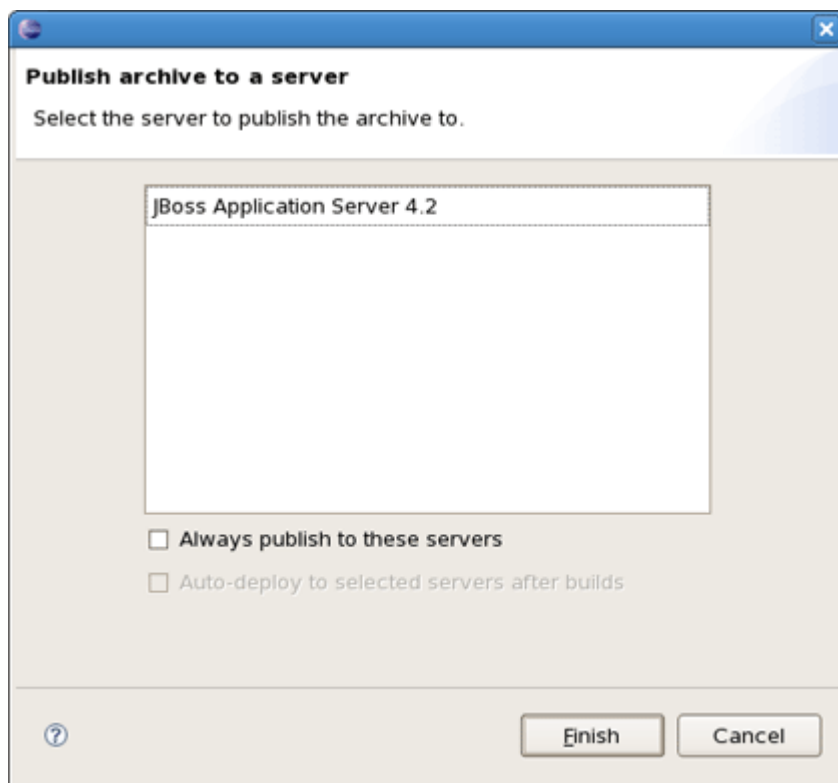 Publish archive to a server
Select the server to publish the archive to.
JBoss Application Server 4.2
Always publish to these servers
Auto-deploy to selected servers after builds
?
Finish
Cancel